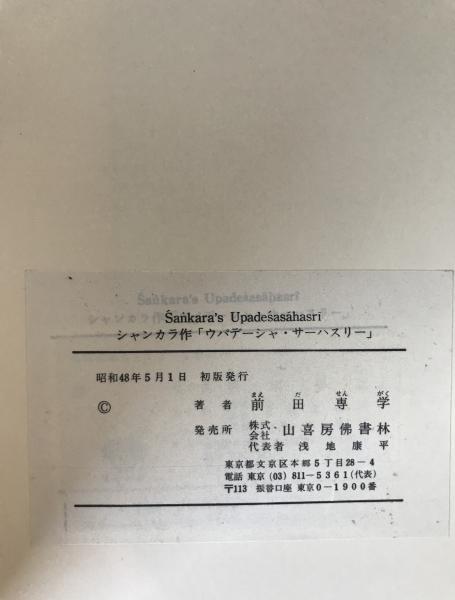 Śaṅkara's Upadeśasāhasrī
シャンカラ作「ウパデーシャ・サーハスリー」
昭和48年5月1日 初版発行
まえ だ せん がく
Ⓒ 著者 前田専学
発売所 株式会社 山喜房佛書林
代表者 浅地康平
東京都文京区本郷5丁目28-4
電話 東京 (03) 811-5361 (代表)
〒113 振替口座 東京0-1900番